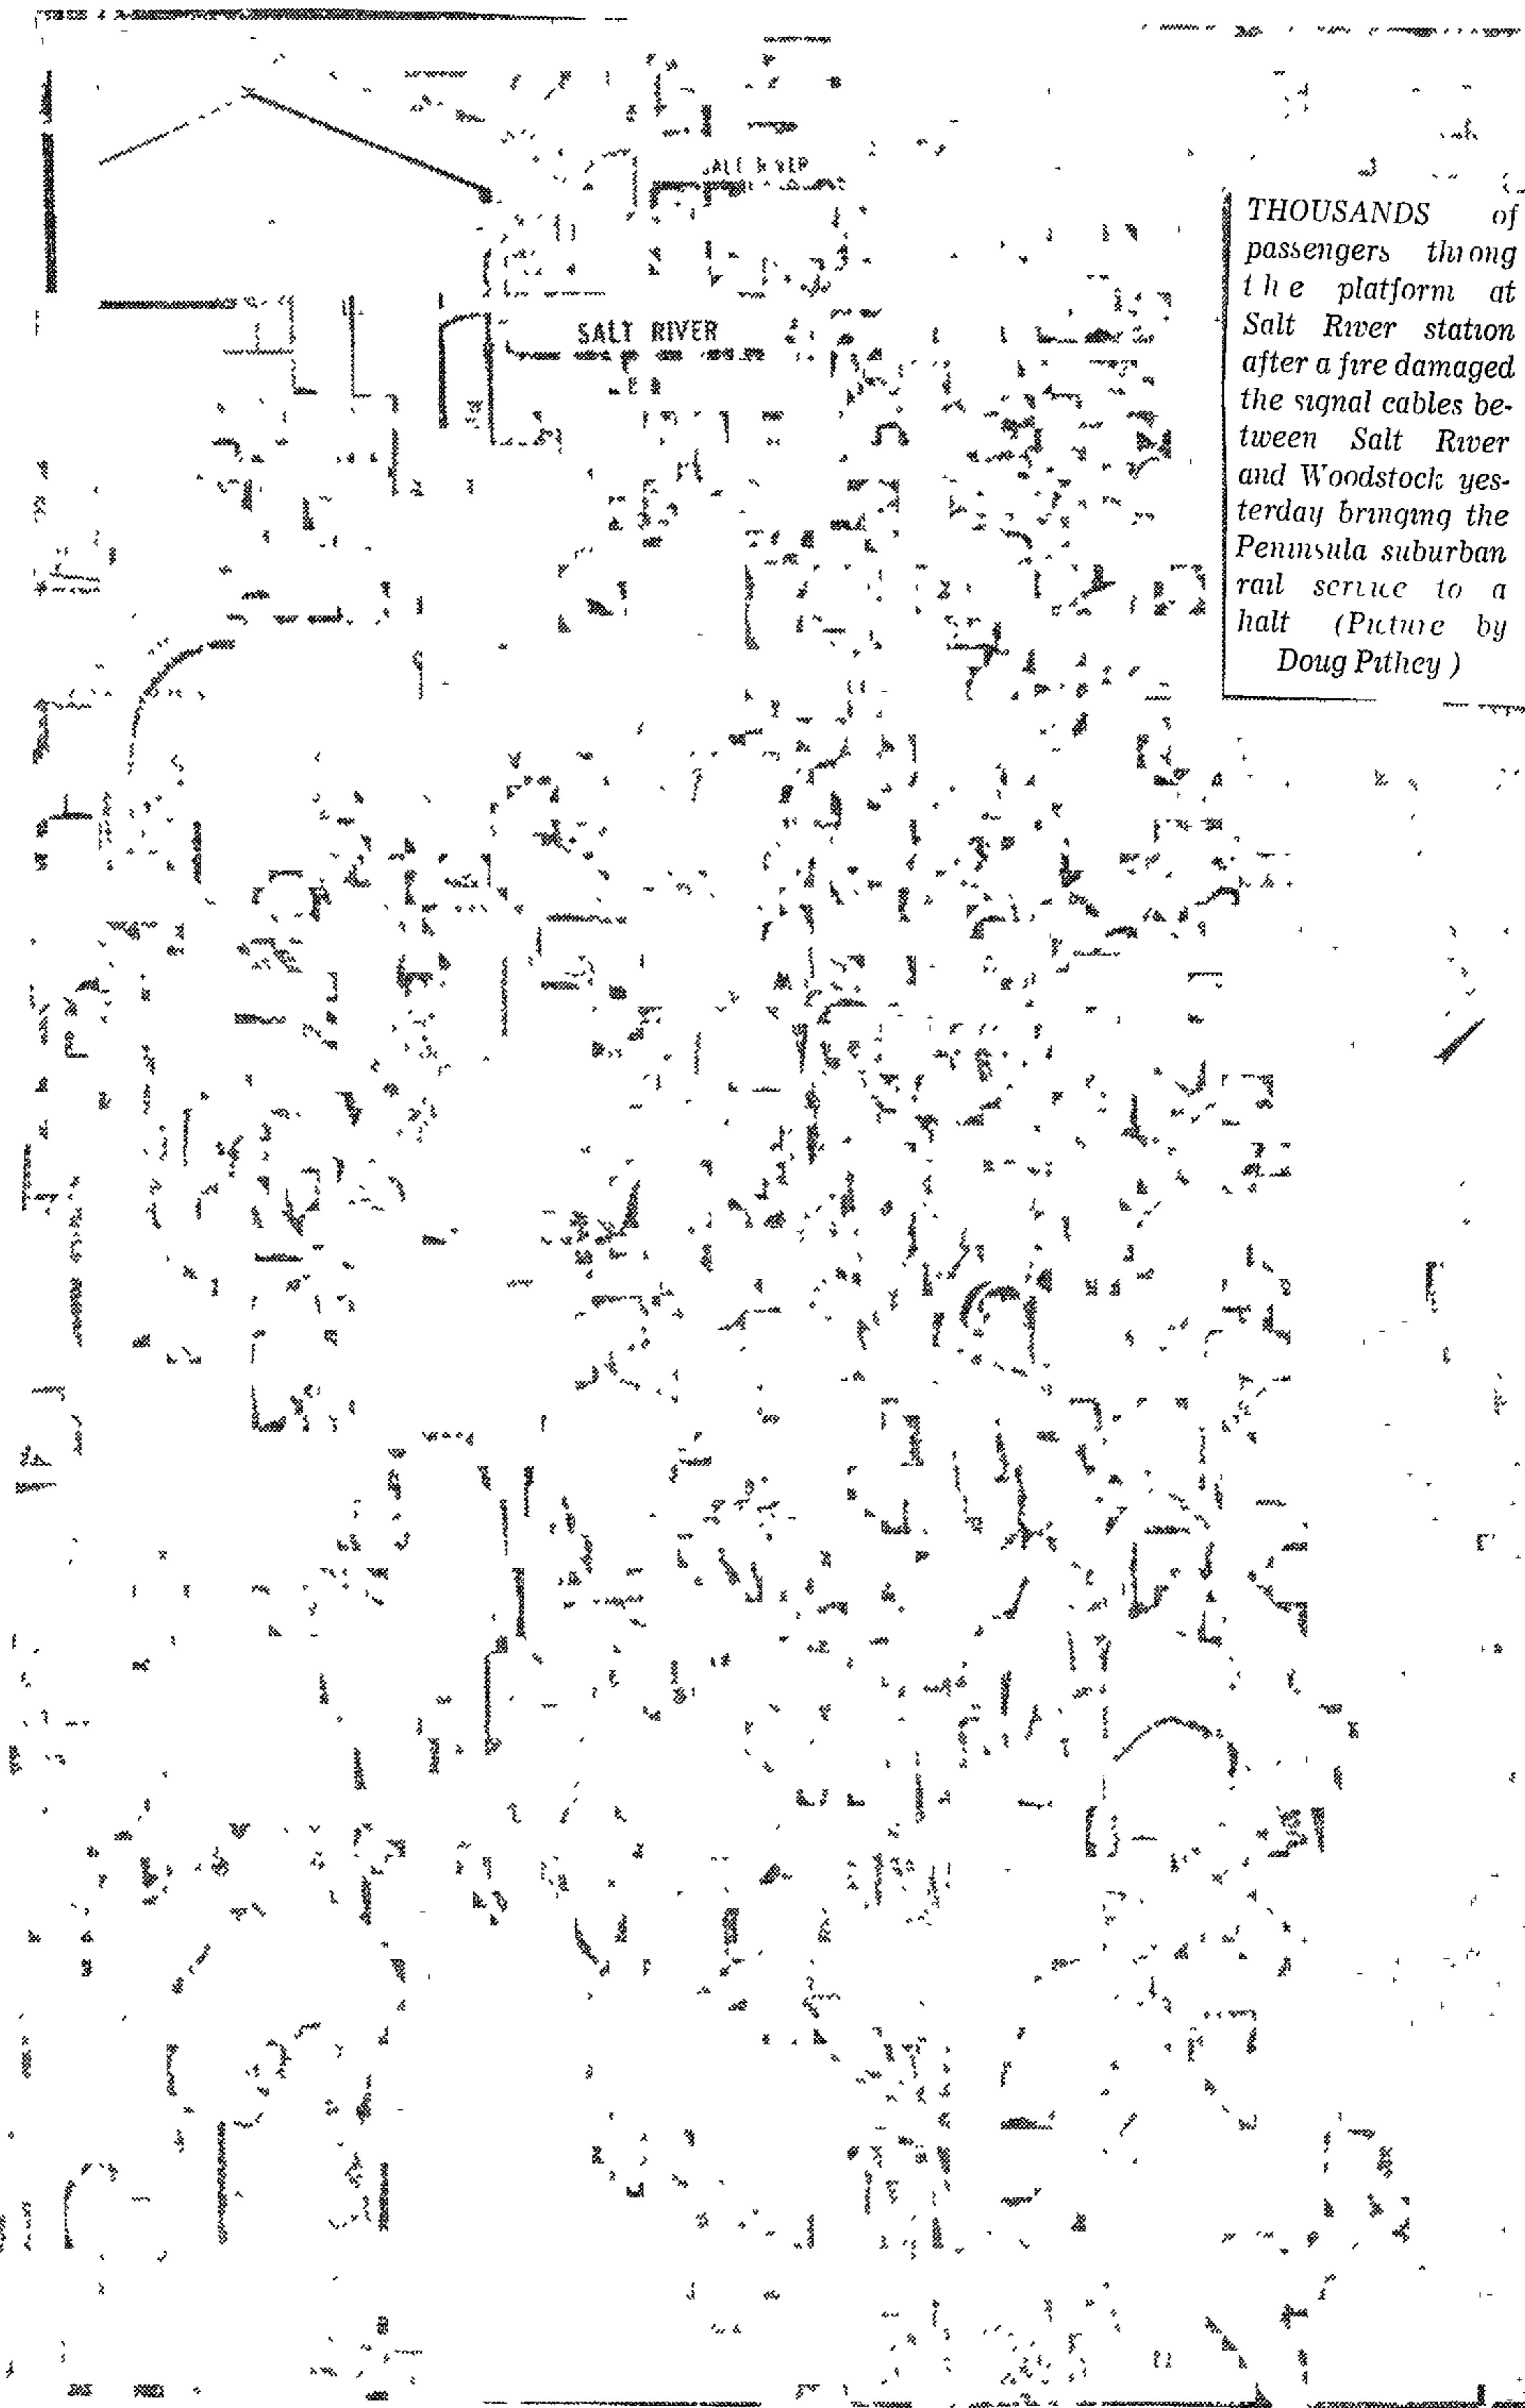 SALT RIVER
SALT RIVER
THOUSANDS of
passengers throng
the platform at
Salt River station
after a fire damaged
the signal cables be-
tween Salt River
and Woodstock yes-
terday bringing the
Peninsula suburban
rail service to a
halt (Picture by
Doug Pithey)